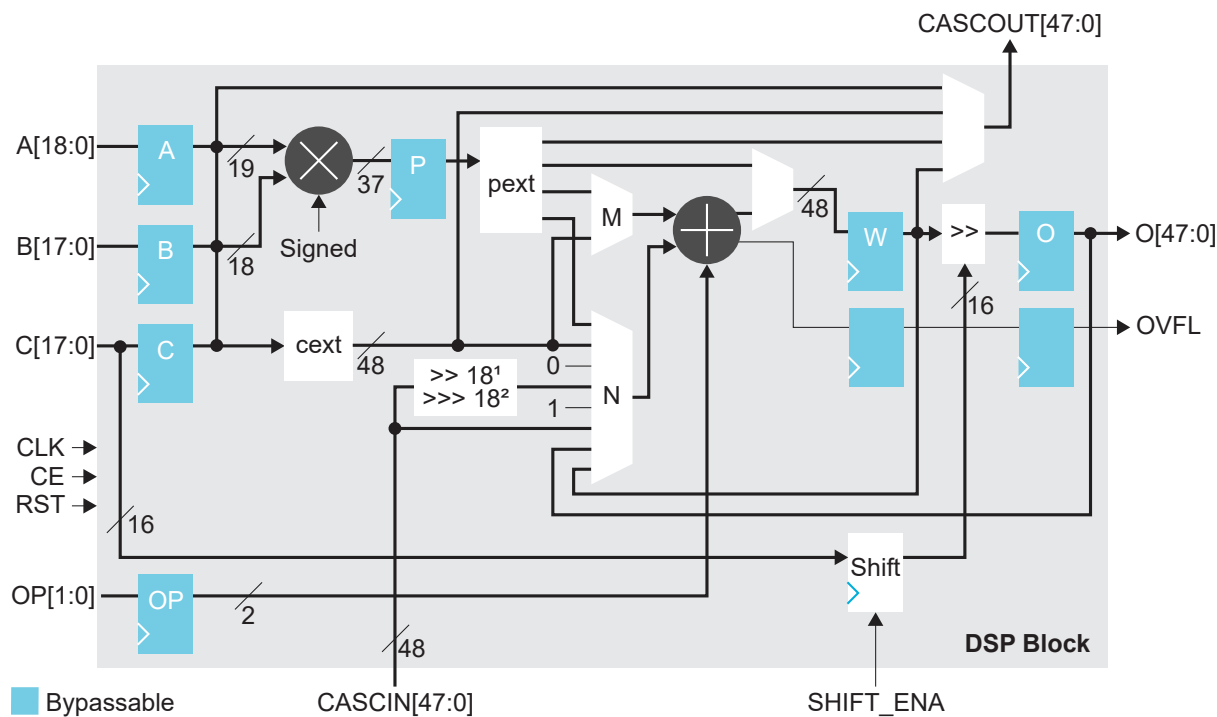 CASCOUT[47:0]
A[18:0]
A
19
37
P
pext
M
48
Signed
B[17:0]
B
18
W
>>
O
O[47:0]
16
OVFL
C[17:0]
C
cext
48
0
>> 18¹
>>> 18²
1
N
CLK
CE
RST
16
Shift
OP[1:0]
OP
2
48
DSP Block
Bypassable
CASCIN[47:0]
SHIFT_ENA